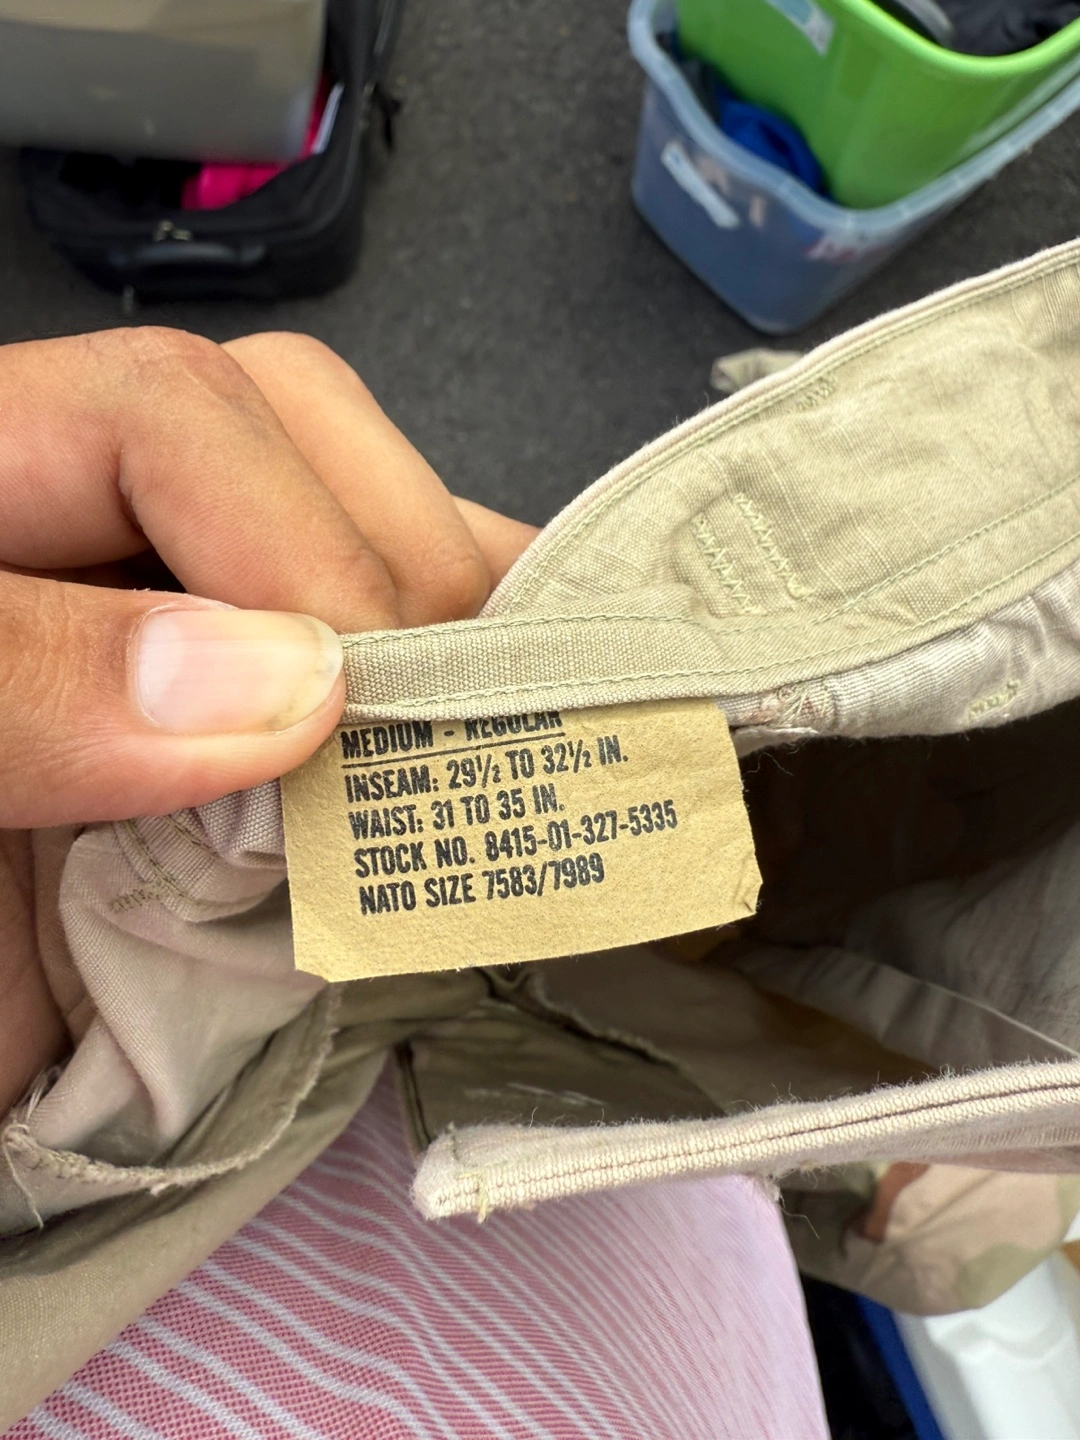 MEDIUM - REGULAR
INSEAM: 29½ TO 32½ IN.
WAIST: 31 TO 35 IN.
STOCK NO. 8415-01-327-5335
NATO SIZE 7583/7989